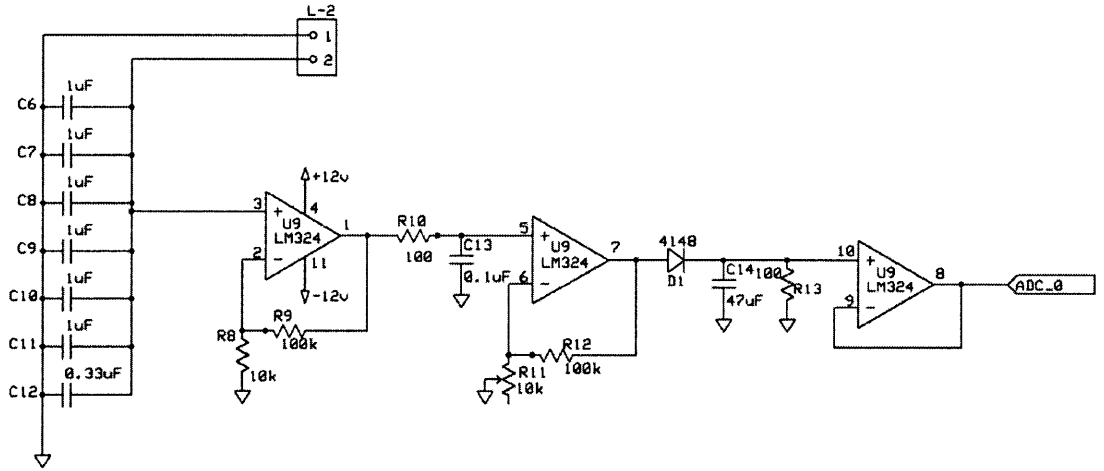 L-2
1
2
C6 1uF
C7 1uF
C8 1uF
C9 1uF
C10 1uF
C11 1uF
C12 0.33uF
+12v
4
3
+
U9
LM324
1
2
−
11
-12v
R8
10k
R9
100k
R10
100
C13
0.1uF
5
+
U9
LM324
7
6
−
R12
100k
R11
10k
4148
D1
C14
47uF
100
R13
10
+
U9
LM324
8
9
−
ADC_0